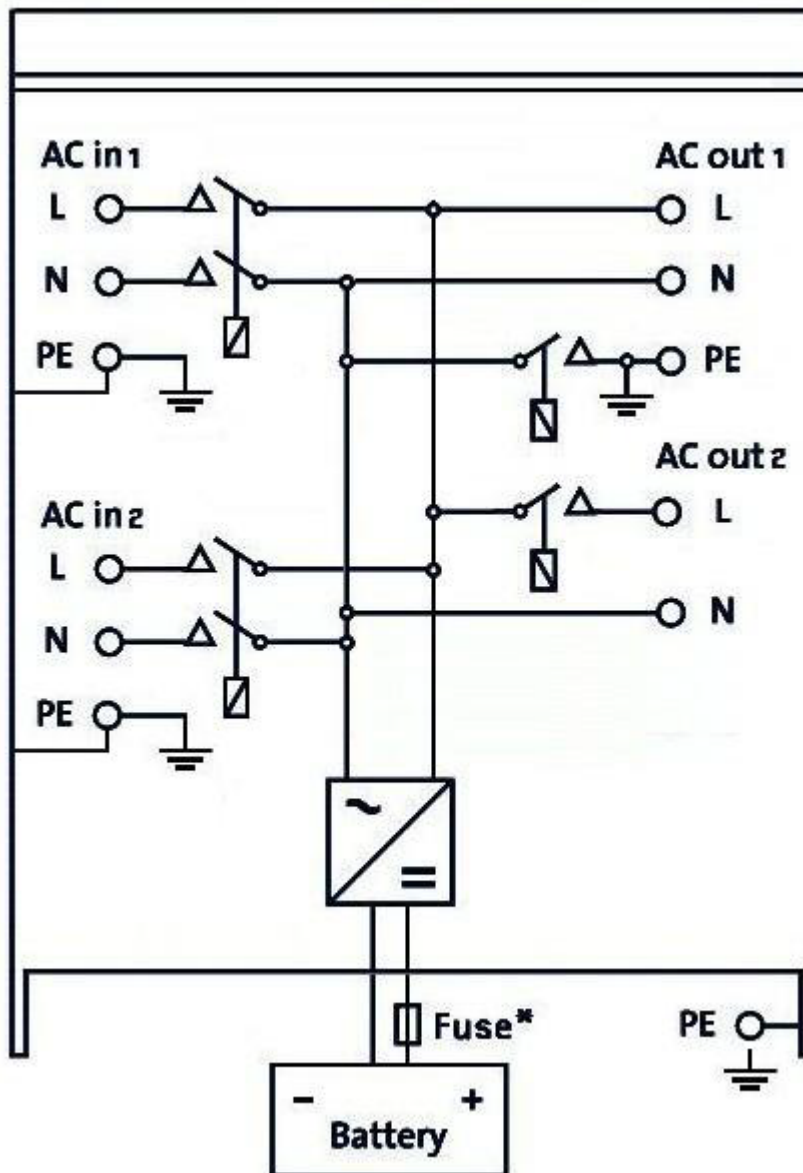 AC in 1
L
N
PE
AC out 1
L
N
PE
AC out 2
L
N
AC in 2
L
N
PE
~
=
Fuse*
PE
- +
Battery